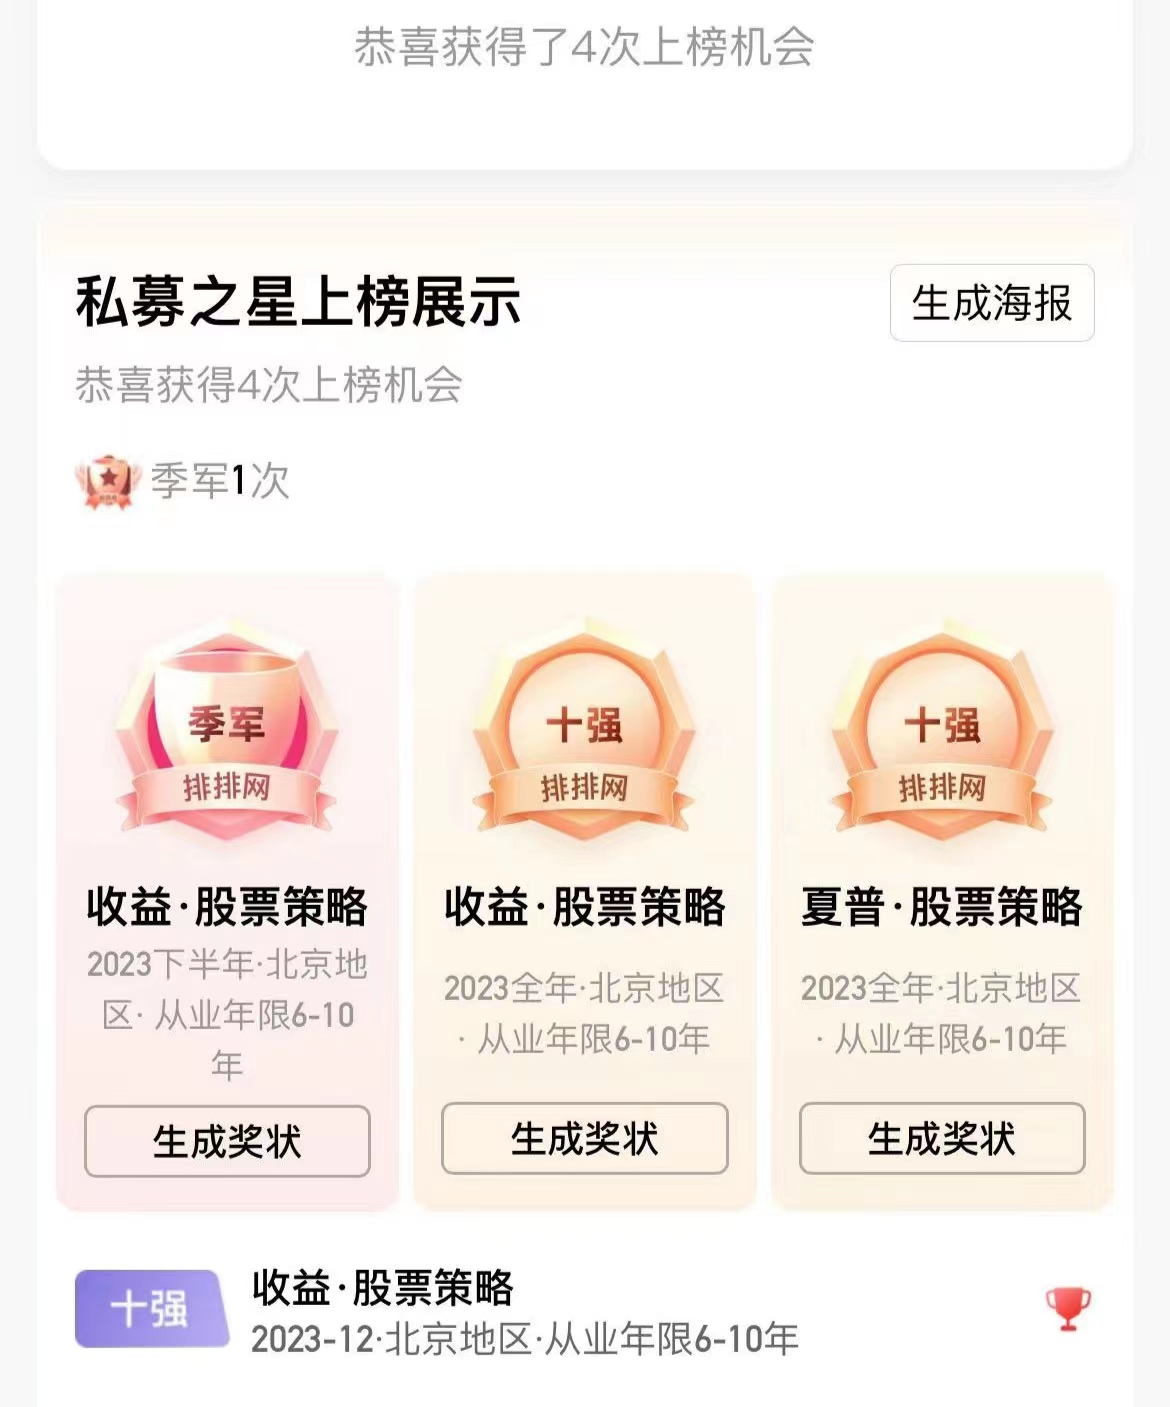 恭喜获得了4次上榜机会
私募之星上榜展示
生成海报
恭喜获得4次上榜机会
季军1次
季军
排排网
收益·股票策略
2023下半年·北京地
区· 从业年限6-10
年
生成奖状
十强
排排网
收益·股票策略
2023全年·北京地区
· 从业年限6-10年
生成奖状
十强
排排网
夏普·股票策略
2023全年·北京地区
· 从业年限6-10年
生成奖状
十强
收益·股票策略
2023-12·北京地区·从业年限6-10年